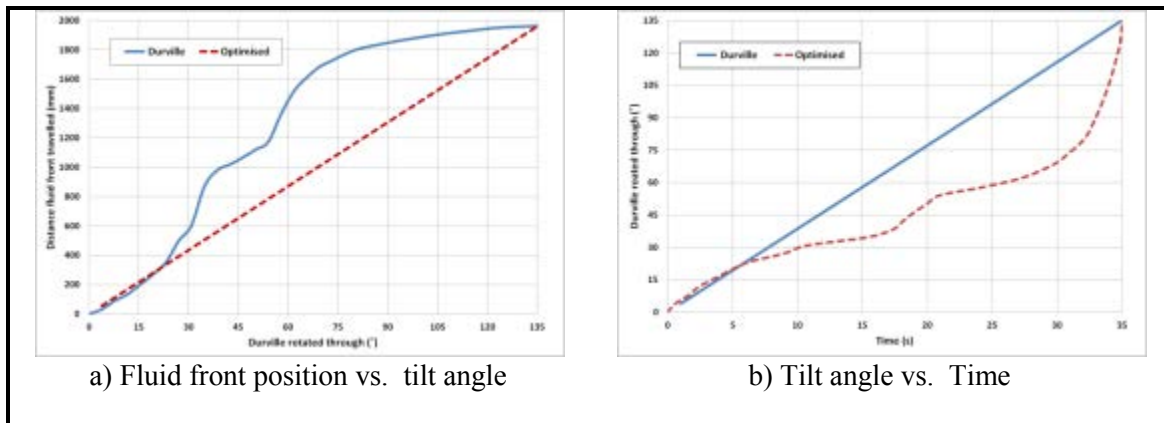 2000
1800
1600
1400
1200
1000
800
600
400
200
0
Distance fluid front travelled (mm)
Durville Optimised
0 15 30 45 60 75 90 105 120 135
Durville rotated through (°)
a) Fluid front position vs. tilt angle
135
120
105
90
75
60
45
30
15
0
Durville roated through (°)
Durville Optimised
0 5 10 15 20 25 30 35
Time (s)
b) Tilt angle vs. Time